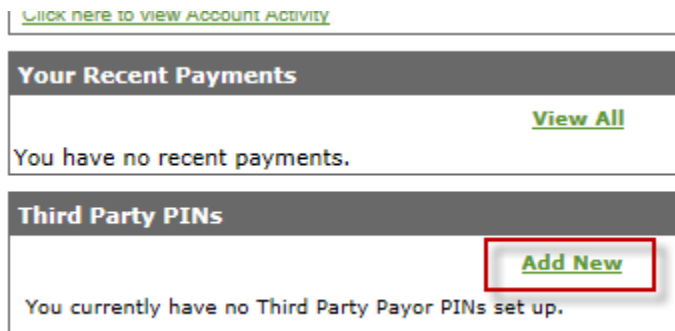 Click here to view Account Activity
Your Recent Payments
View All
You have no recent payments.
Third Party PINs
Add New
You currently have no Third Party Payor PINs set up.